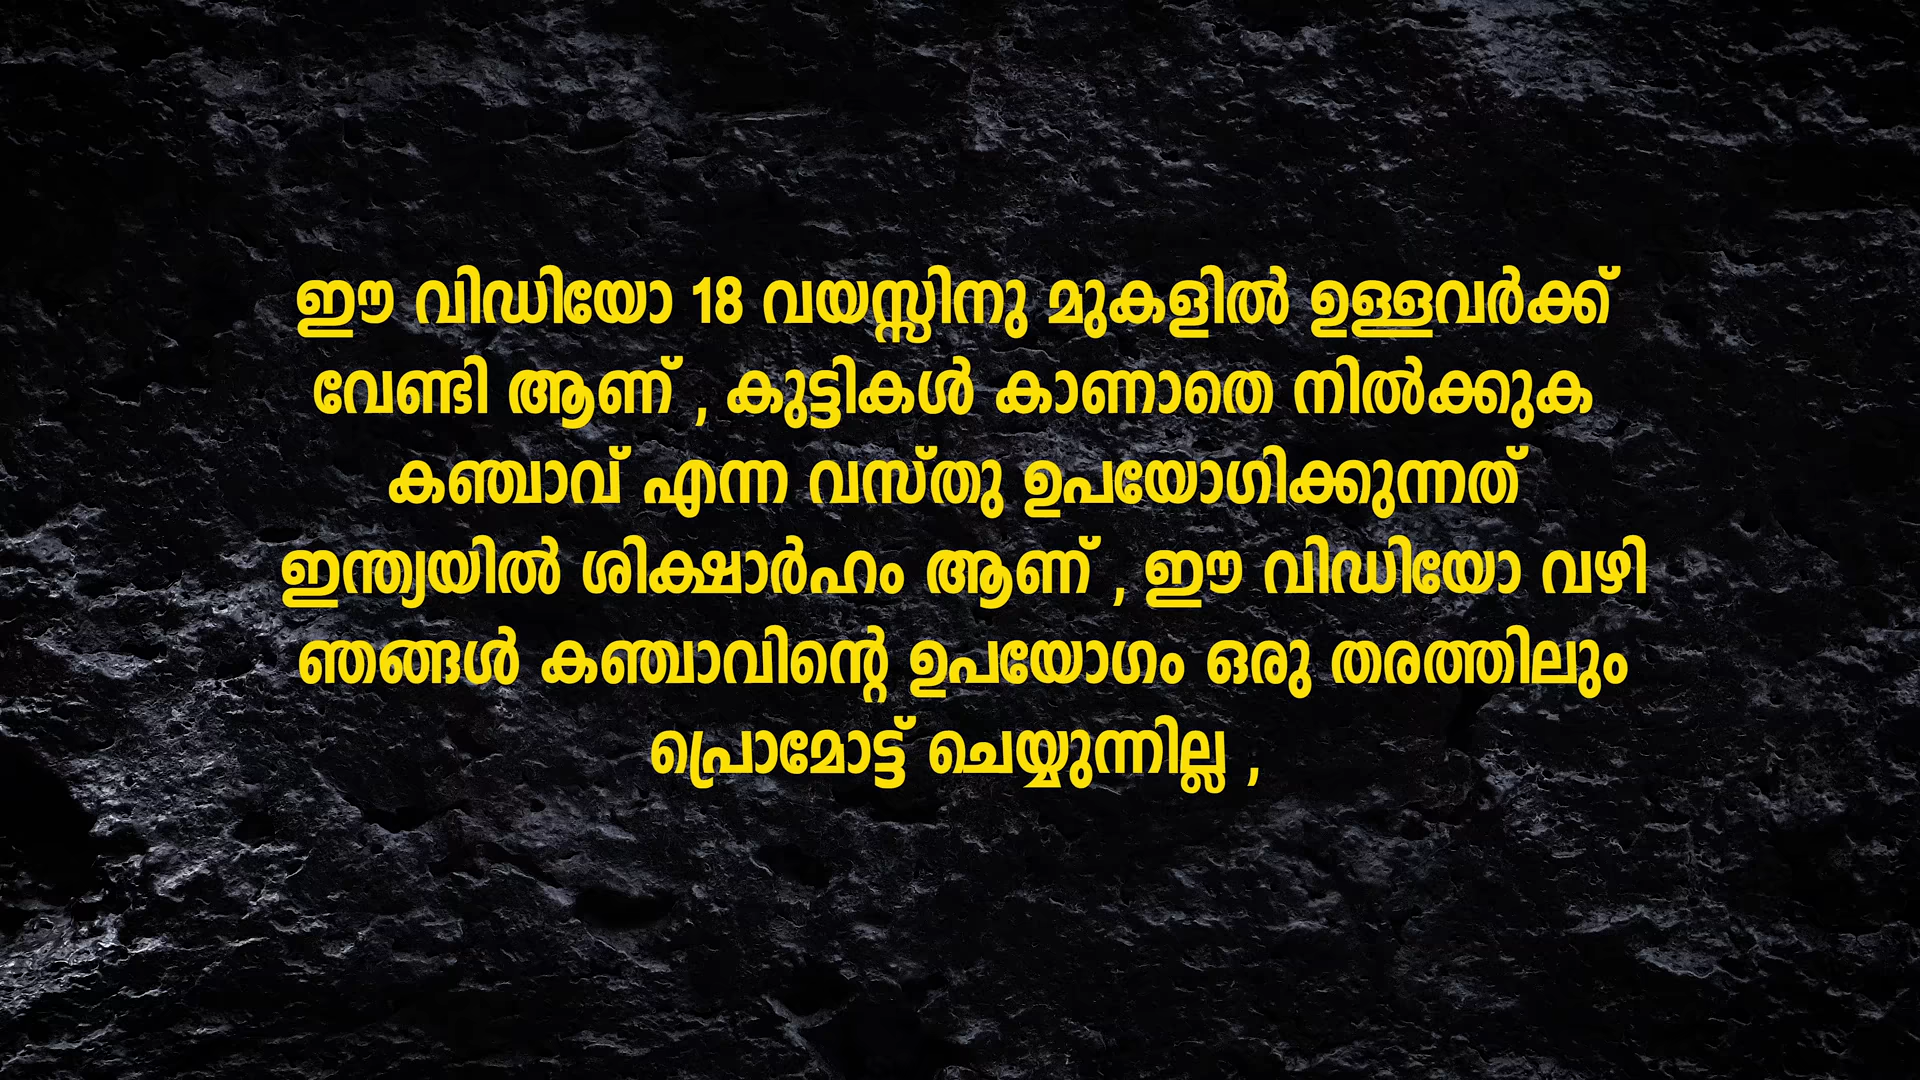 ഈ വിഡിയോ 18 വയസ്സിനു മുകളിൽ ഉള്ളവർക്ക്
വേണ്ടി ആണ് , കുട്ടികൾ കാണാതെ നിൽക്കുക
കഞ്ചാവ് എന്ന വസ്തു ഉപയോഗിക്കുന്നത്
ഇന്ത്യയിൽ ശിക്ഷാർഹം ആണ് , ഈ വിഡിയോ വഴി
ഞങ്ങൾ കഞ്ചാവിന്റെ ഉപയോഗം ഒരു തരത്തിലും
പ്രൊമോട്ട് ചെയ്യുന്നില്ല ,